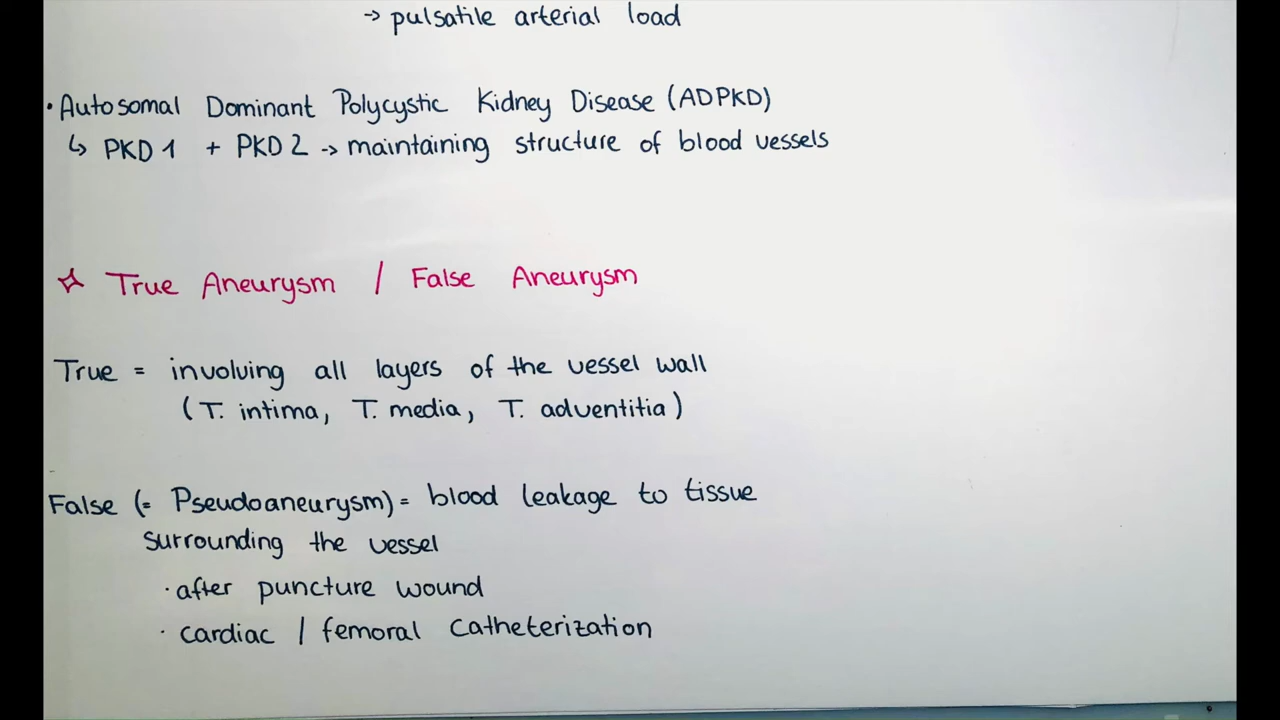 → pulsatile arterial load
• Autosomal Dominant Polycystic Kidney Disease (ADPKD)
↳ PKD 1 + PKD 2 → maintaining structure of blood vessels
☆ True Aneurysm / False Aneurysm
True = involving all layers of the vessel wall
(T. intima, T. media, T. adventitia)
False (= Pseudoaneurysm) = blood leakage to tissue
surrounding the vessel
· after puncture wound
· cardiac / femoral catheterization